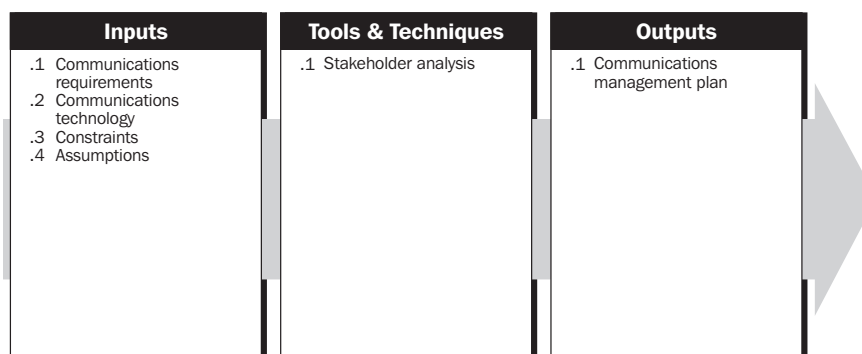 Inputs
.1 Communications
requirements
.2 Communications
technology
.3 Constraints
.4 Assumptions
Tools & Techniques
.1 Stakeholder analysis
Outputs
.1 Communications
management plan